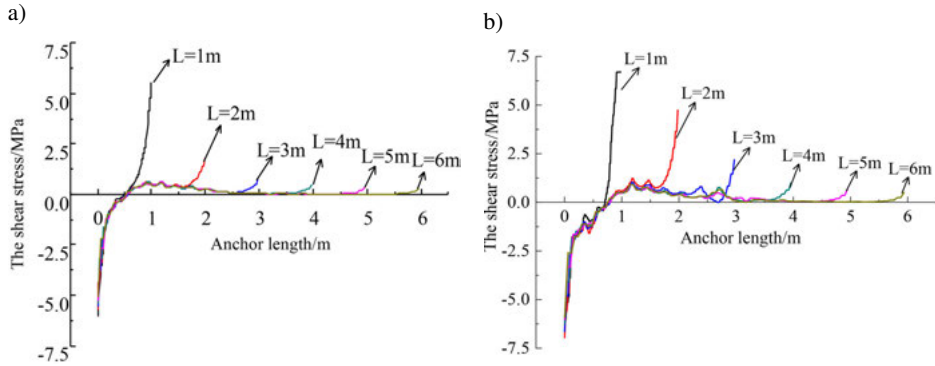 a)
7.5
5.0
2.5
0.0
-2.5
-5.0
-7.5
The shear stress/MPa
L=1m
L=2m
L=3m
L=4m
L=5m
L=6m
0 1 2 3 4 5 6
Anchor length/m
b)
7.5
5.0
2.5
0.0
-2.5
-5.0
-7.5
The shear stress/MPa
L=1m
L=2m
L=3m
L=4m
L=5m
L=6m
0 1 2 3 4 5 6
Anchor length/m